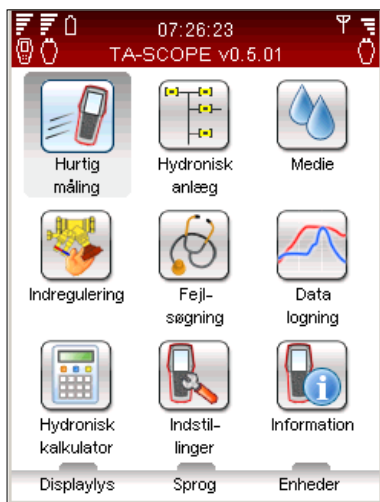 07:26:23
TA-SCOPE v0.5.01
Hurtig
måling
Hydronisk
anlæg
Medie
Indregulering
Fejl-
søgning
Data
logning
Hydronisk
kalkulator
Indstil-
linger
Information
Displaylys Sprog Enheder